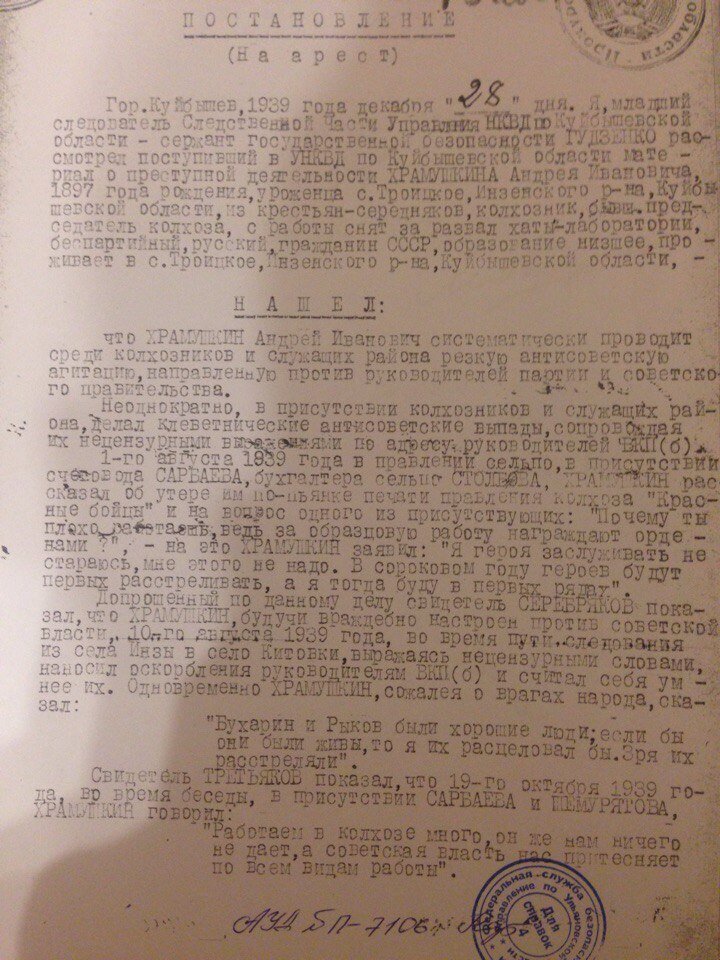 ПОСТАНОВЛЕНИЕ
(На арест)
Гор.Куйбышев,1939 года декабря "28" дня. Я,младший
следователь Следственной Части Управления НКВД по Куйбышевской
области - сержант Государственной безопасности ГУДЗЕНКО рас-
смотрев поступивший в УНКВД по Куйбышевской области мате -
риал о преступной деятельности ХРАМУШКИНА Андрея Ивановича,
1897 года рождения,уроженца с.Троицкое,Инзенского р-на,Куйбы-
шевской области,из крестьян-середняков,колхозник,бывш.пред-
седатель колхоза, с работы снят за развал хаты-лаборатории,
беспартийный,русский,гражданин СССР,образование низшее,про -
живает в с.Троицкое,Инзенского р-на,Куйбышевской области, -
НАШЕЛ:
что ХРАМУШКИН Андрей Иванович систематически проводит
среди колхозников и служащих района резкую антисоветскую
агитацию,направленную против руководителей партии и советско-
го правительства.
Неоднократно, в присутствии колхозников и служащих рай-
она,делал клеветнические антисоветские выпады,сопровождая
их нецензурными выражениями по адресу руководителей ВКП(б).
1-го августа 1839 года в правлении сельпо,в присутствии
счетовода САРБАЕВА,бухгалтера сельпо ХРАМУШКИН рас
сказал об утере им по-пьянке печати правления колхоза "Крас-
ные бойцы" и на вопрос одного из присутствующих: "Почему ты
плохо работаешь,ведь за образцовую работу награждают орде -
нами ?", - на это ХРАМУШКИН заявил: "Я героя заслуживать не
стараюсь,мне этого не надо. В сороковом году героев будут
первых расстреливать, а я тогда буду в первых рядах".
Допрошенный по данному делу свидетель СЕРЕБРЯКОВ пока-
зал,что ХРАМУШКИН,будучи враждебно настроен против советской
власти, 10-го августа 1939 года, во время пути следования
из села Инзы в село Китовки,выражаясь нецензурными словами,
наносил оскорбления руководителям ВКП(б) и считал себя ум -
нее их. Одновременно ХРАМУШКИН,сожалея о врагах народа,ска-
зал:
"Бухарин и Рыков были хорошие люди;если бы
они были живы,то я их расцеловал бы.Зря их
расстреляли".
Свидетель ТРЕТЬЯКОВ показал,что 19-го октября 1939 го-
да, во время беседы, в присутствии САРБАЕВА и ШЕМУРЯТОВА,
ХРАМУШКИН говорил:
"Работаем в колхозе много,он же нам ничего
не дает,а советская власть нас притесняет
по всем видам работы".
Федеральная служба безопас
Управление по Ульяновской
Для справок